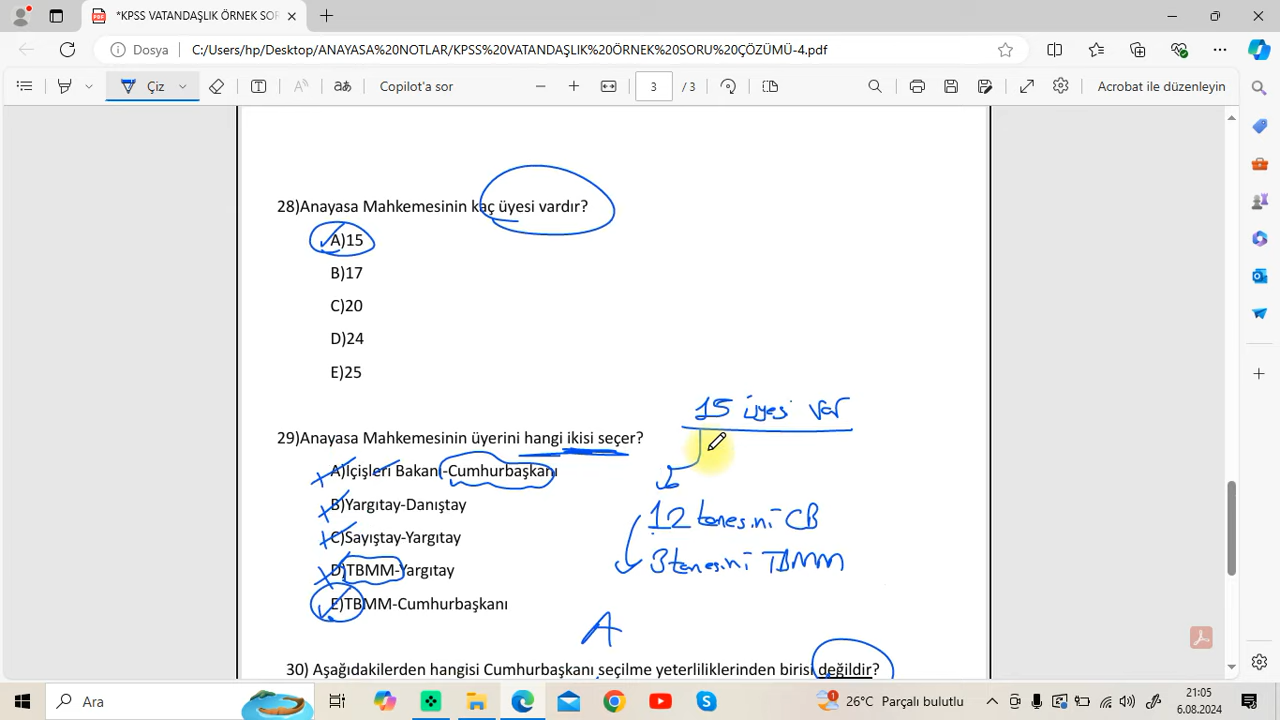 *KPSS VATANDAŞLIK ÖRNEK SOR
Dosya
C:/Users/hp/Desktop/ANAYASA%20NOTLAR/KPSS%20VATANDAŞLIK%20ÖRNEK%20SORU%20ÇÖZÜMÜ-4.pdf
Çiz
Copilot'a sor
3 / 3
Acrobat ile düzenleyin
28)Anayasa Mahkemesinin kaç üyesi vardır?
A)15
B)17
C)20
D)24
E)25
15 üyesi var
29)Anayasa Mahkemesinin üyerini hangi ikisi seçer?
A)İçişleri Bakanı-Cumhurbaşkanı
B)Yargıtay-Danıştay
12 tanesini CB
C)Sayıştay-Yargıtay
3 tanesini TBMM
D)TBMM-Yargıtay
E)TBMM-Cumhurbaşkanı
A
30) Aşağıdakilerden hangisi Cumhurbaşkanı seçilme yeterliliklerinden birisi değildir?
Ara
26°C Parçalı bulutlu
21:05
6.08.2024